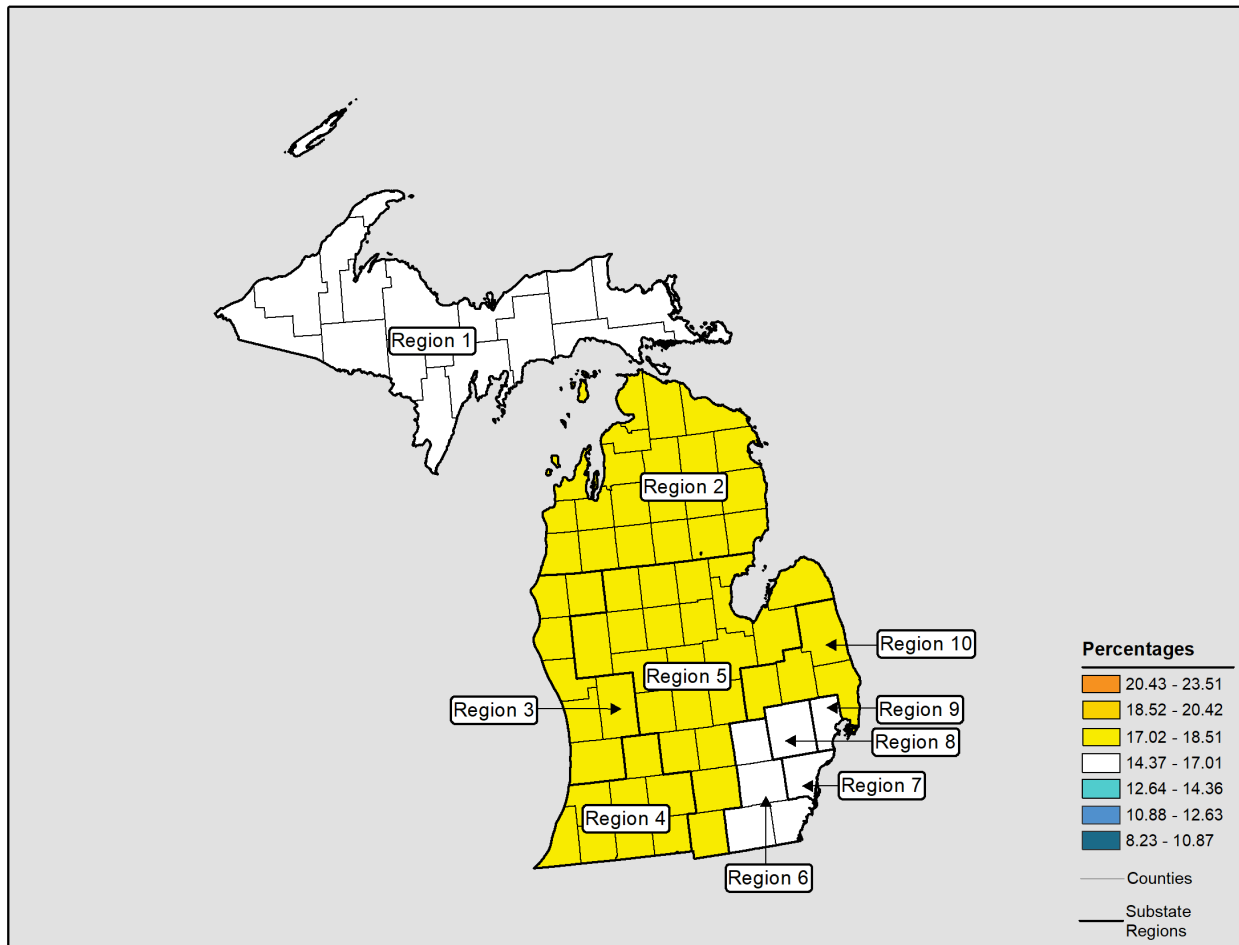 Region 1
Region 2
Region 10
Region 5
Region 3
Region 9
Region 8
Region 7
Region 4
Region 6
Percentages
20.43 - 23.51
18.52 - 20.42
17.02 - 18.51
14.37 - 17.01
12.64 - 14.36
10.88 - 12.63
8.23 - 10.87
Counties
Substate
Regions